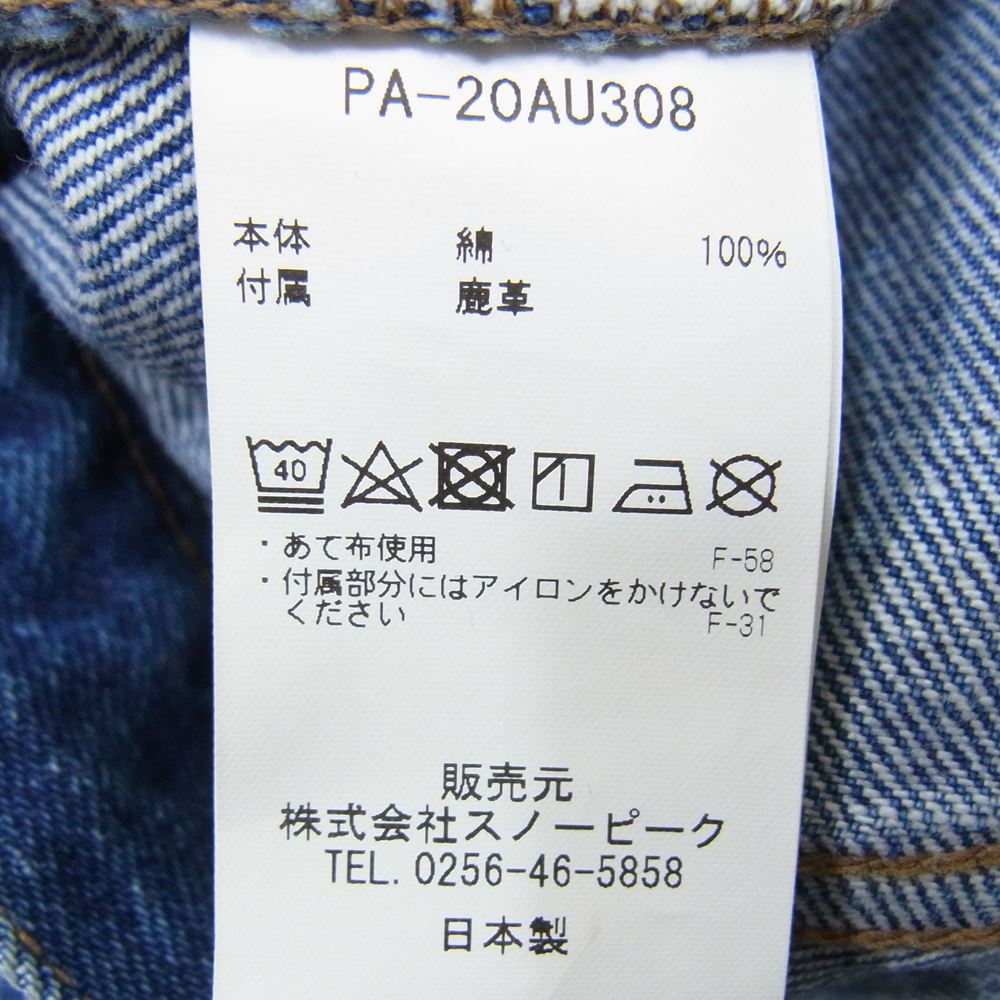 PA-20AU308
本体 綿 100%
付属 鹿革
40
・あて布使用 F-58
・付属部分にはアイロンをかけないで
ください F-31
販売元
株式会社スノーピーク
TEL. 0256-46-5858
日本製